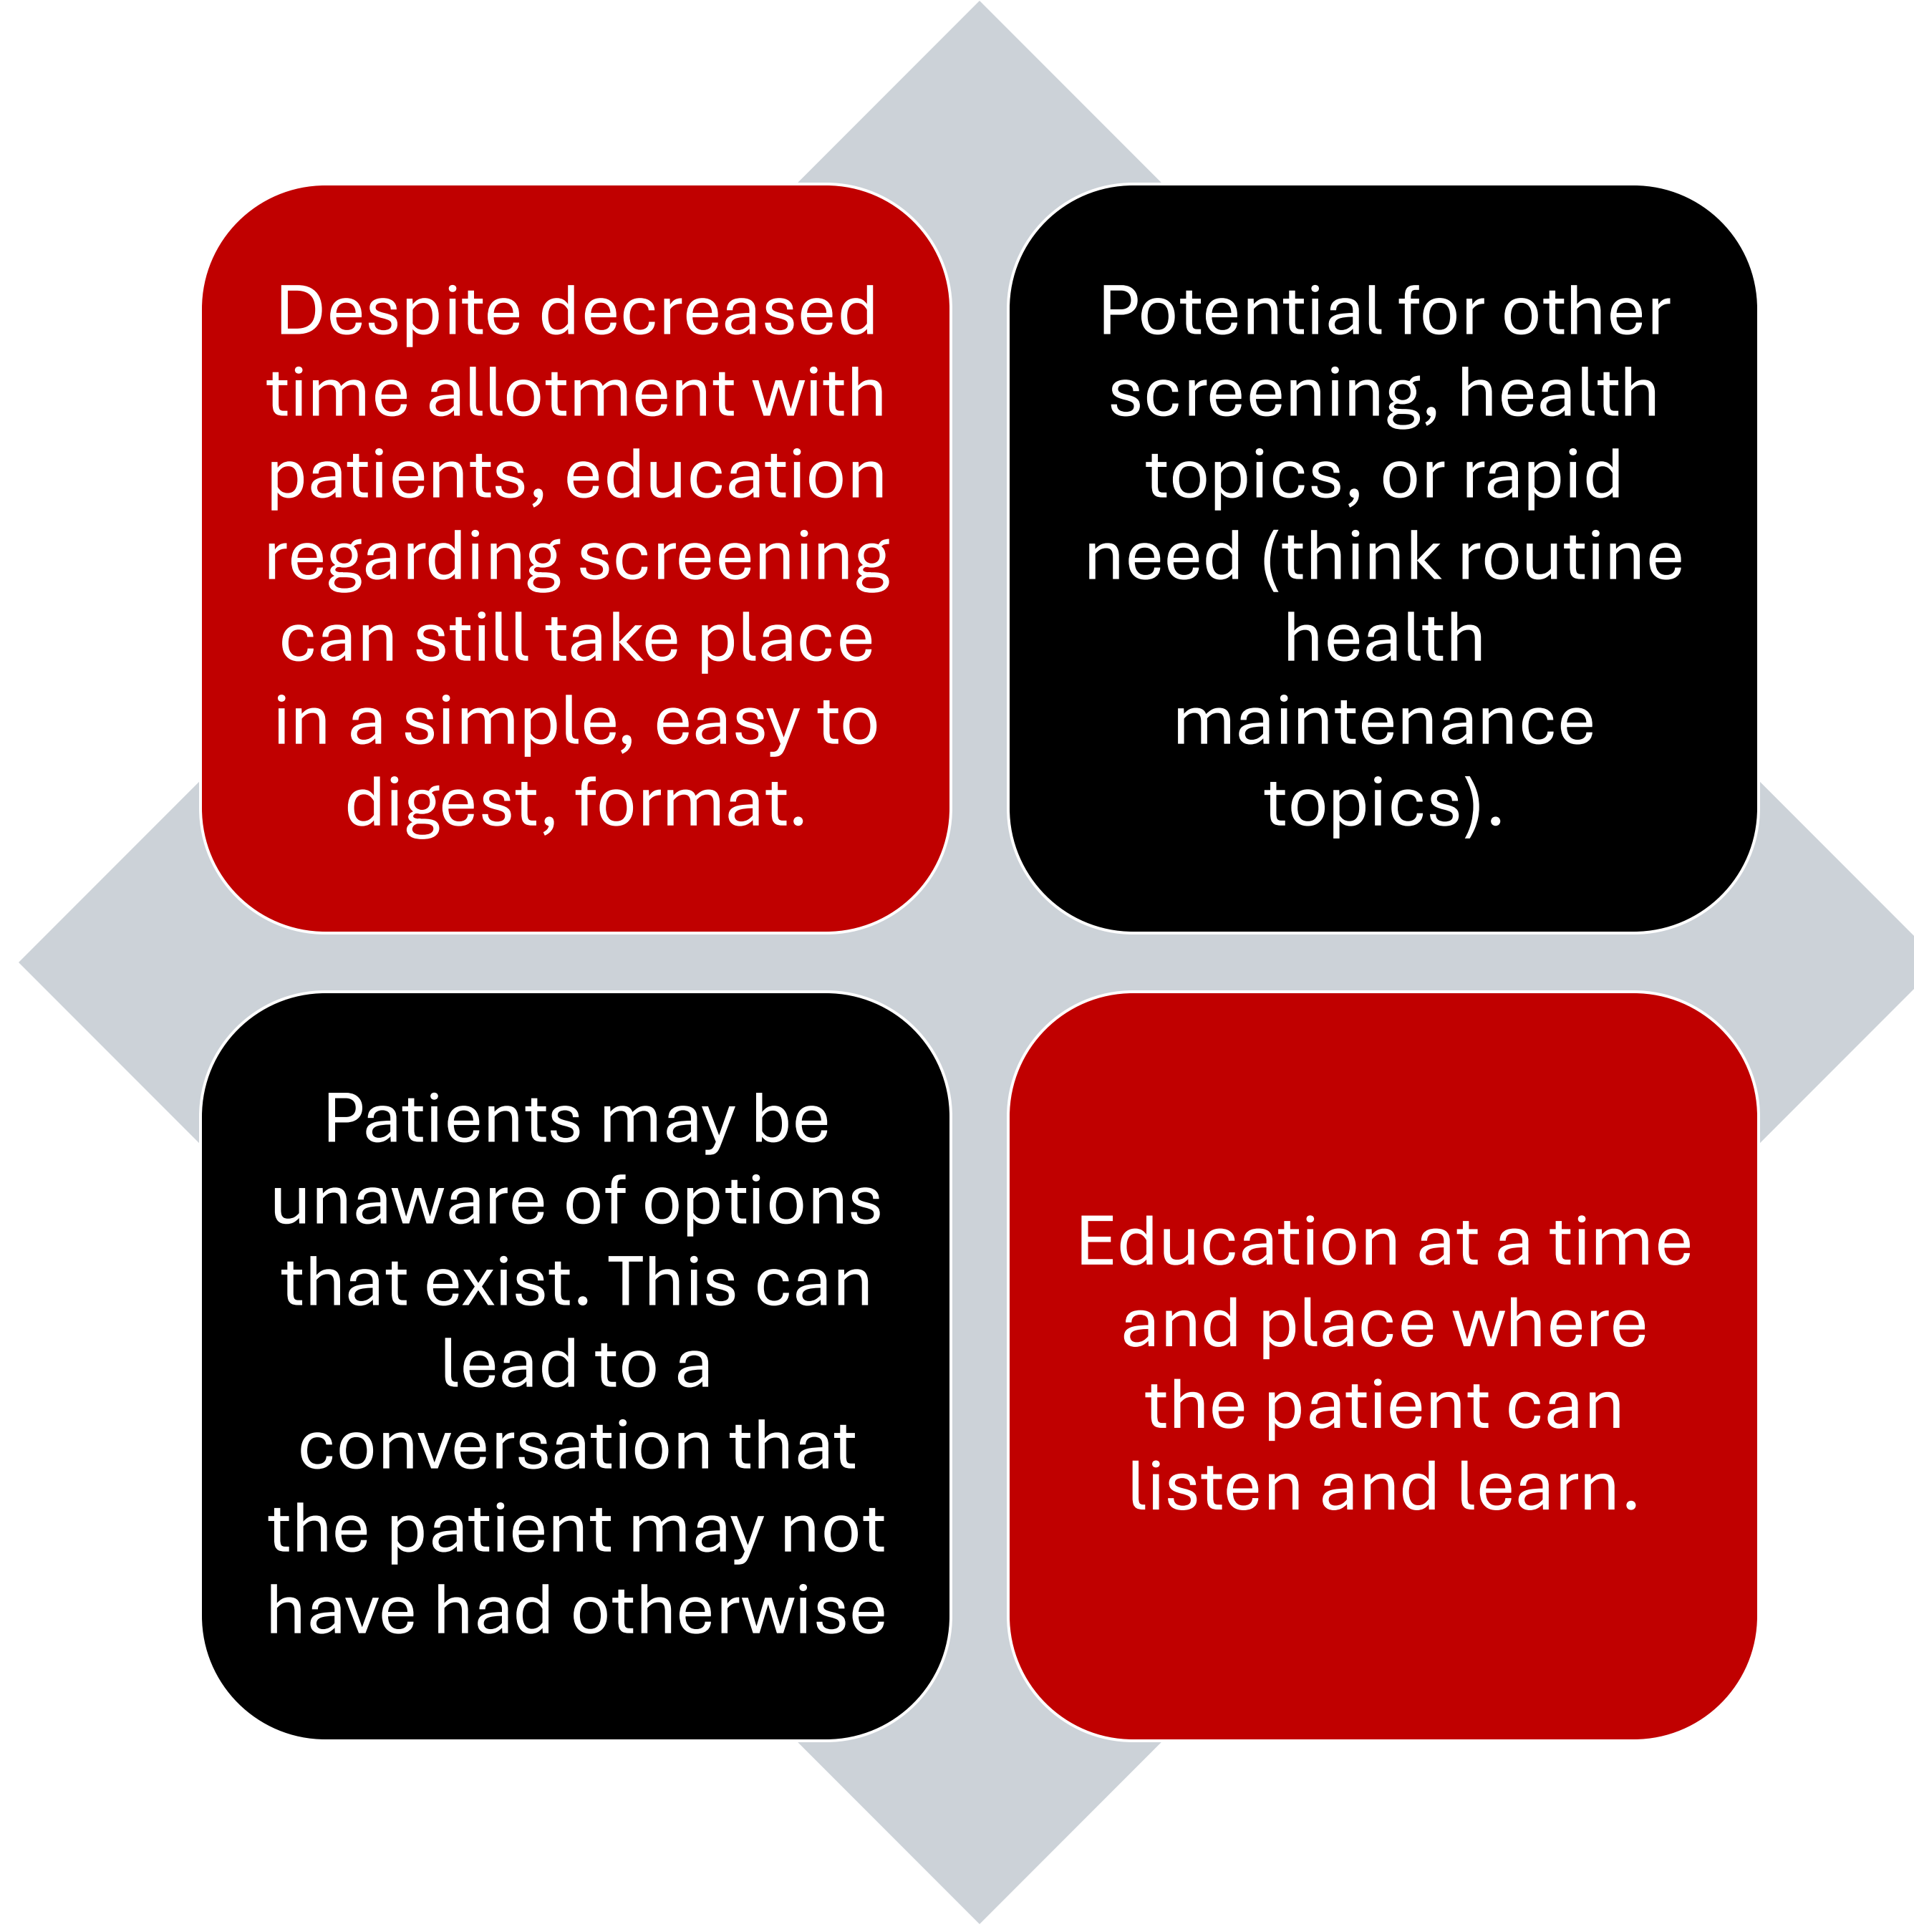 Despite decreased
time allotment with
patients, education
regarding screening
can still take place
in a simple, easy to
digest, format.
Potential for other
screening, health
topics, or rapid
need (think routine
health
maintenance
topics).
Patients may be
unaware of options
that exist. This can
lead to a
conversation that
the patient may not
have had otherwise
Education at a time
and place where
the patient can
listen and learn.